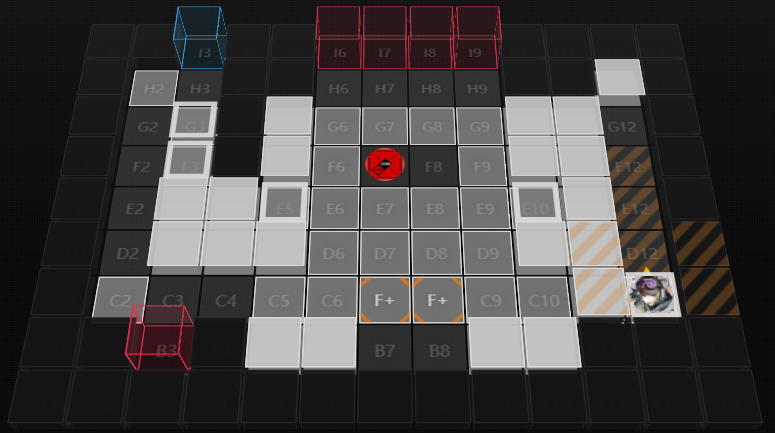 I3 I6 I7 I8 I9
H2 H3 H6 H7 H8 H9
G2 G3 G6 G7 G8 G9 G12
F2 F3 F6 F8 F9 F12
E2 E5 E6 E7 E8 E9 E10 E12
D2 D6 D7 D8 D9 D12
C2 C3 C4 C5 C6 F+ F+ C9 C10
B3 B7 B8